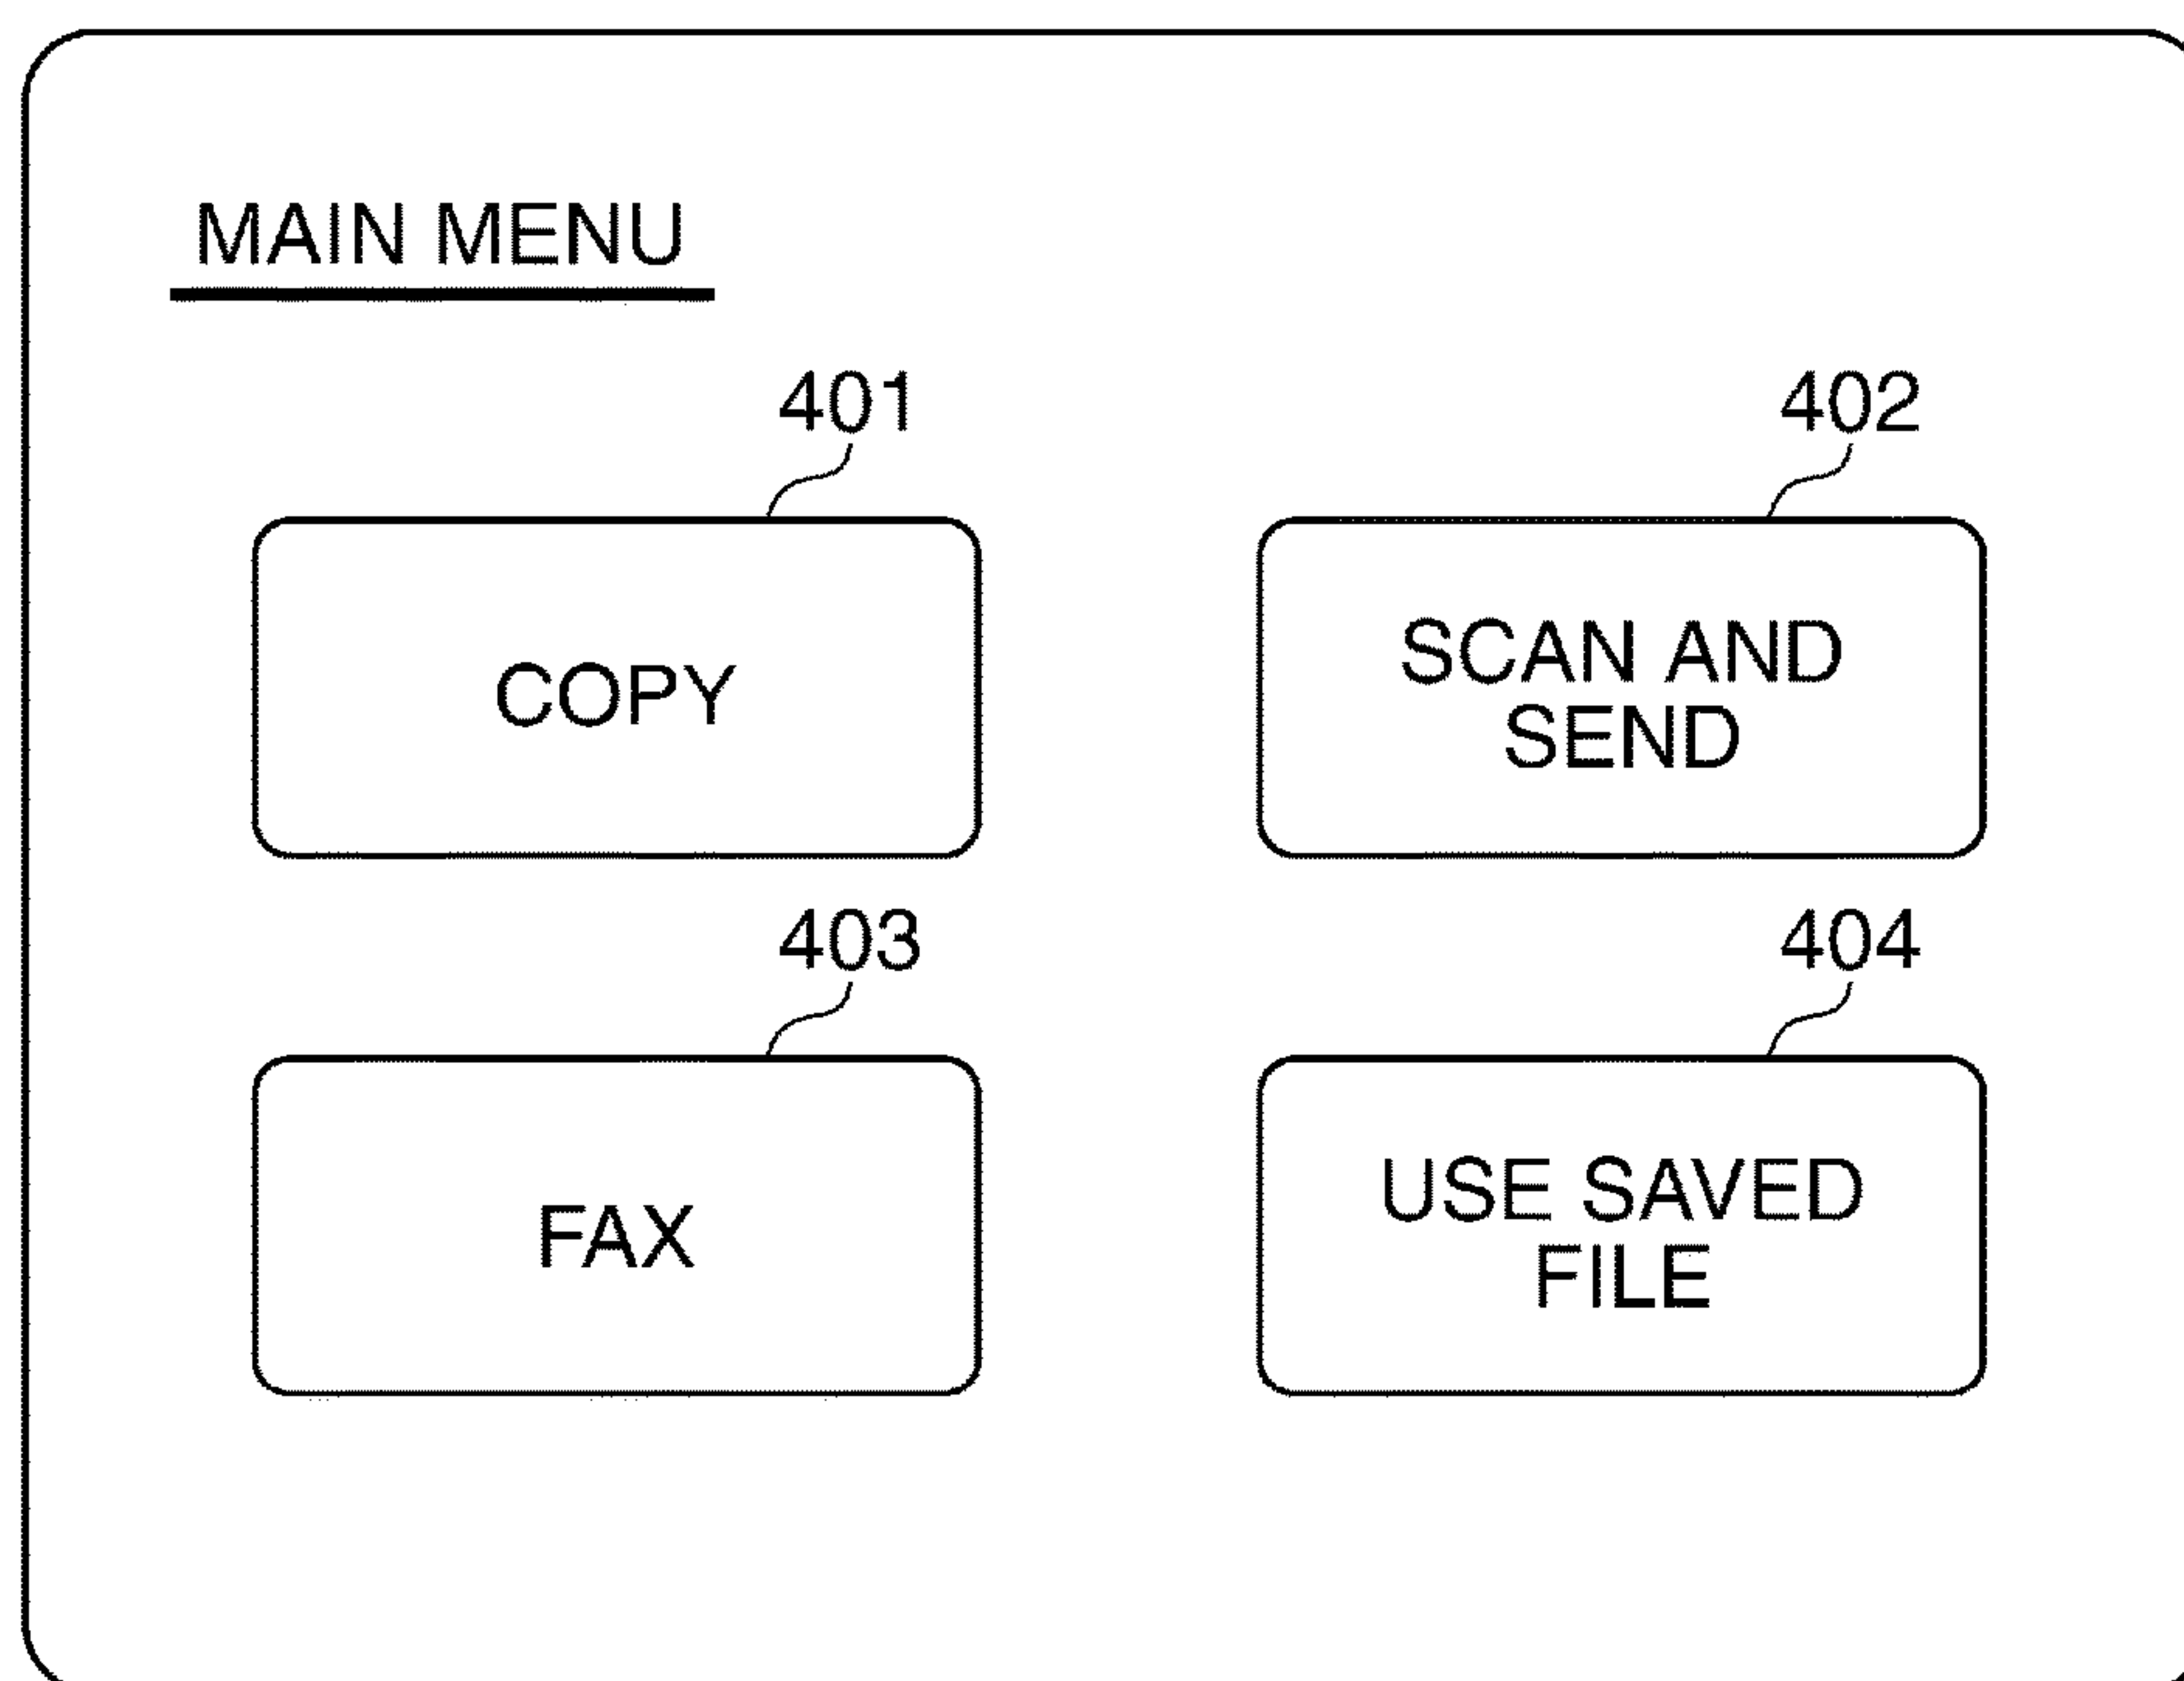 MAIN MENU
401
402
COPY
SCAN AND
SEND
403
404
FAX
USE SAVED
FILE